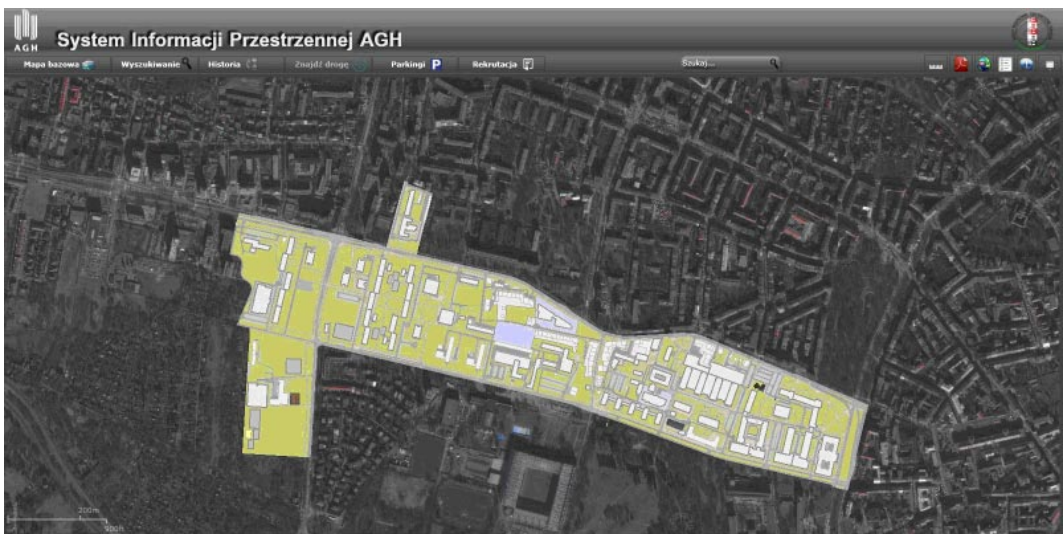 AGH
System Informacji Przestrzennej AGH
Mapa bazowa
Wyszukiwanie
Historia
Znajdź drogę
Parkingi P
Rekrutacja
Szukaj...
200m